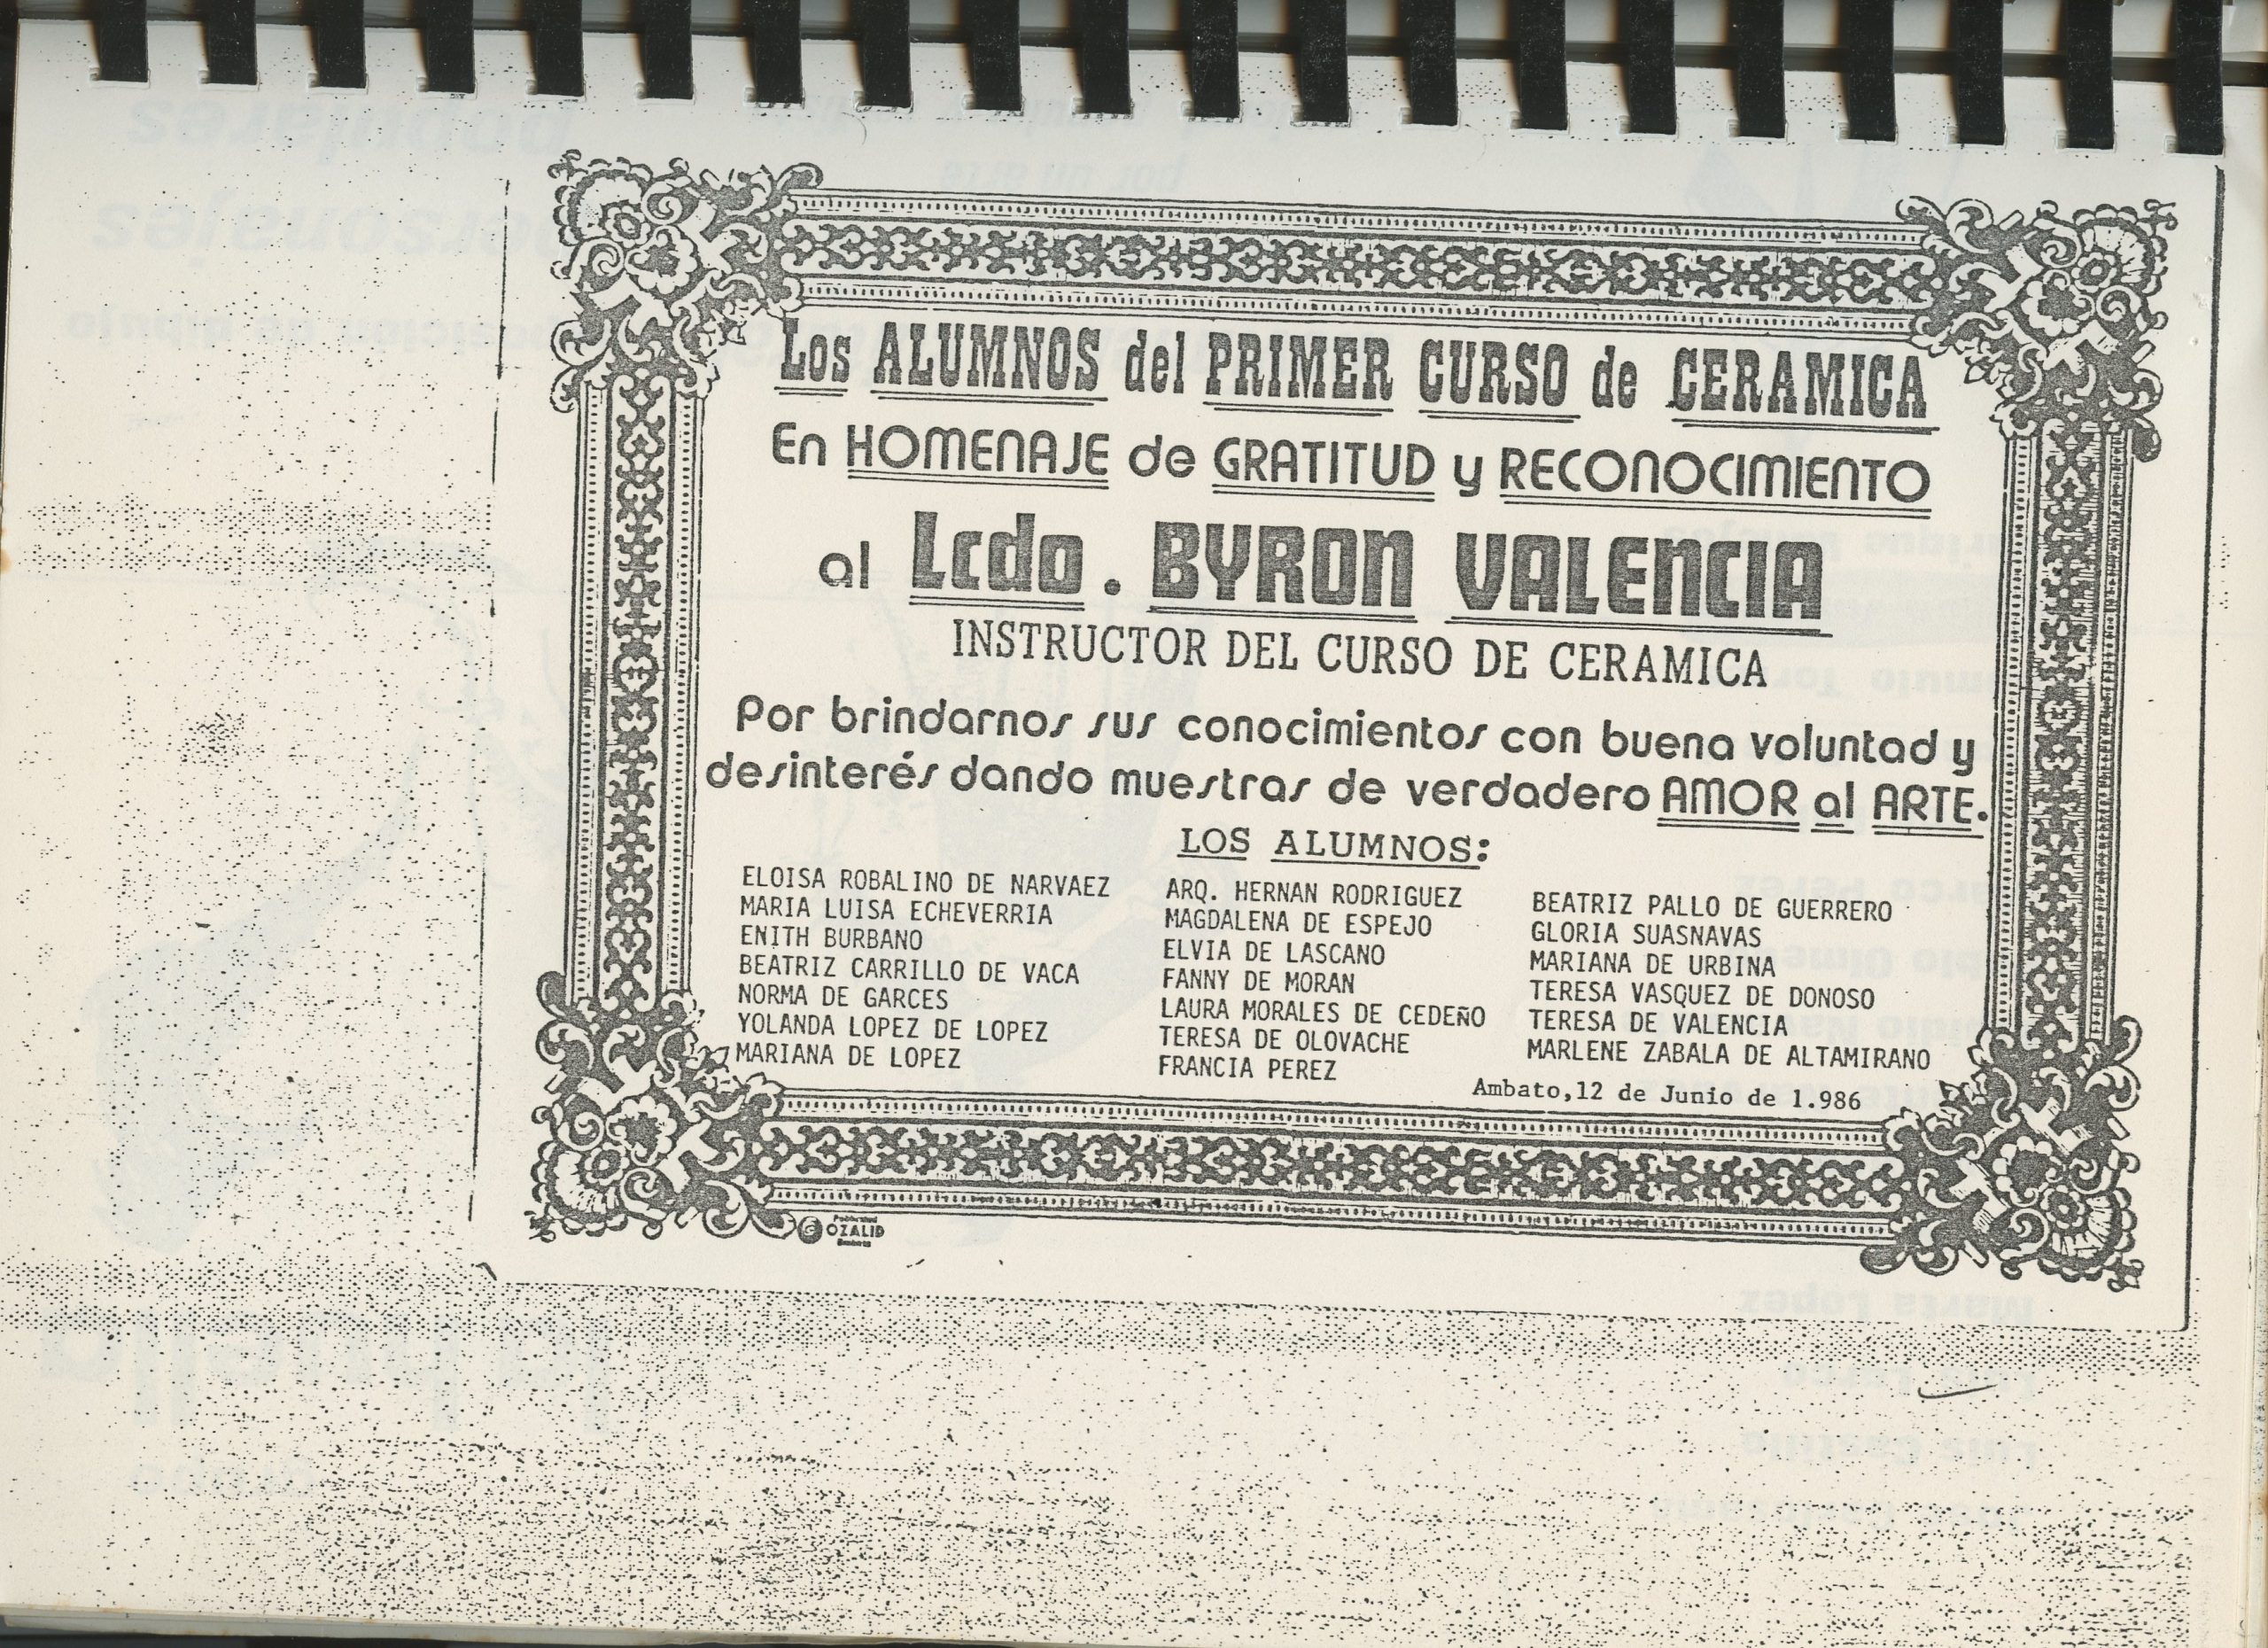 Los ALUMNOS del PRIMER CURSO de CERAMICA
En HOMENAJE de GRATITUD y RECONOCIMIENTO
al Lcdo. BYRON VALENCIA
INSTRUCTOR DEL CURSO DE CERAMICA
Por brindarnos sus conocimientos con buena voluntad y
desinterés dando muestras de verdadero AMOR al ARTE.
LOS ALUMNOS:
ELOISA ROBALINO DE NARVAEZ
MARIA LUISA ECHEVERRIA
ENITH BURBANO
BEATRIZ CARRILLO DE VACA
NORMA DE GARCES
YOLANDA LOPEZ DE LOPEZ
MARIANA DE LOPEZ
ARQ. HERNAN RODRIGUEZ
MAGDALENA DE ESPEJO
ELVIA DE LASCANO
FANNY DE MORAN
LAURA MORALES DE CEDEÑO
TERESA DE OLOVACHE
FRANCIA PEREZ
BEATRIZ PALLO DE GUERRERO
GLORIA SUASNAVAS
MARIANA DE URBINA
TERESA VASQUEZ DE DONOSO
TERESA DE VALENCIA
MARLENE ZABALA DE ALTAMIRANO
Ambato,12 de Junio de 1.986
Publicidad
OZALID